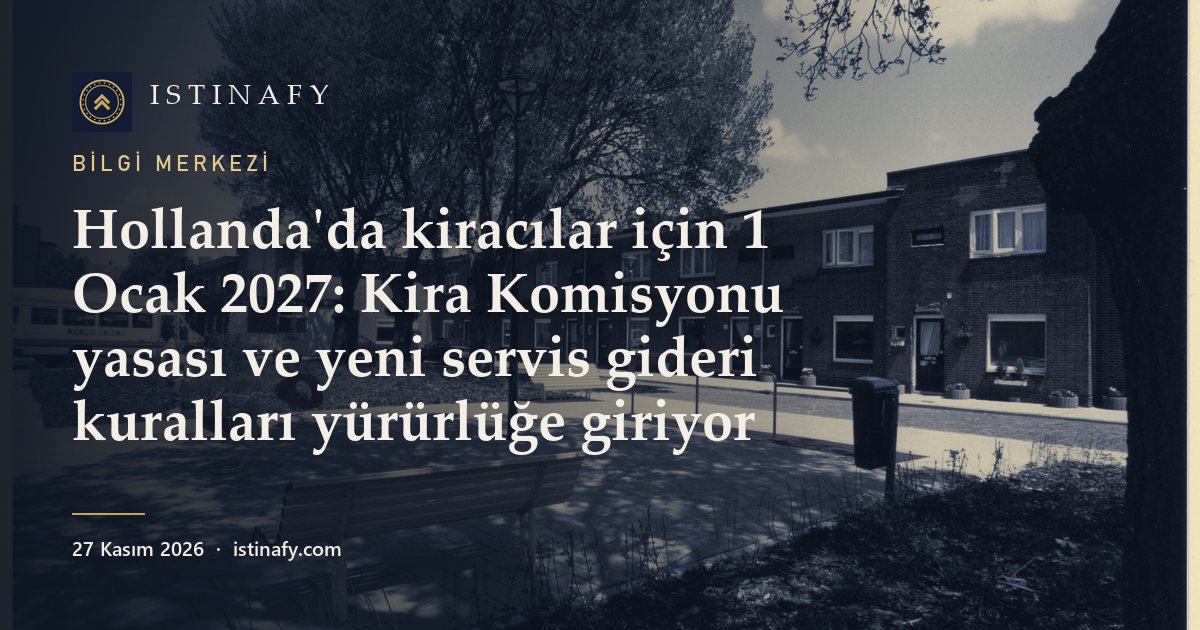 ISTINAFY
BİLGİ MERKEZİ
Hollanda'da kiracılar için 1
Ocak 2027: Kira Komisyonu
yasası ve yeni servis gideri
kuralları yürürlüğe giriyor
27 Kasım 2026 · istinafy.com